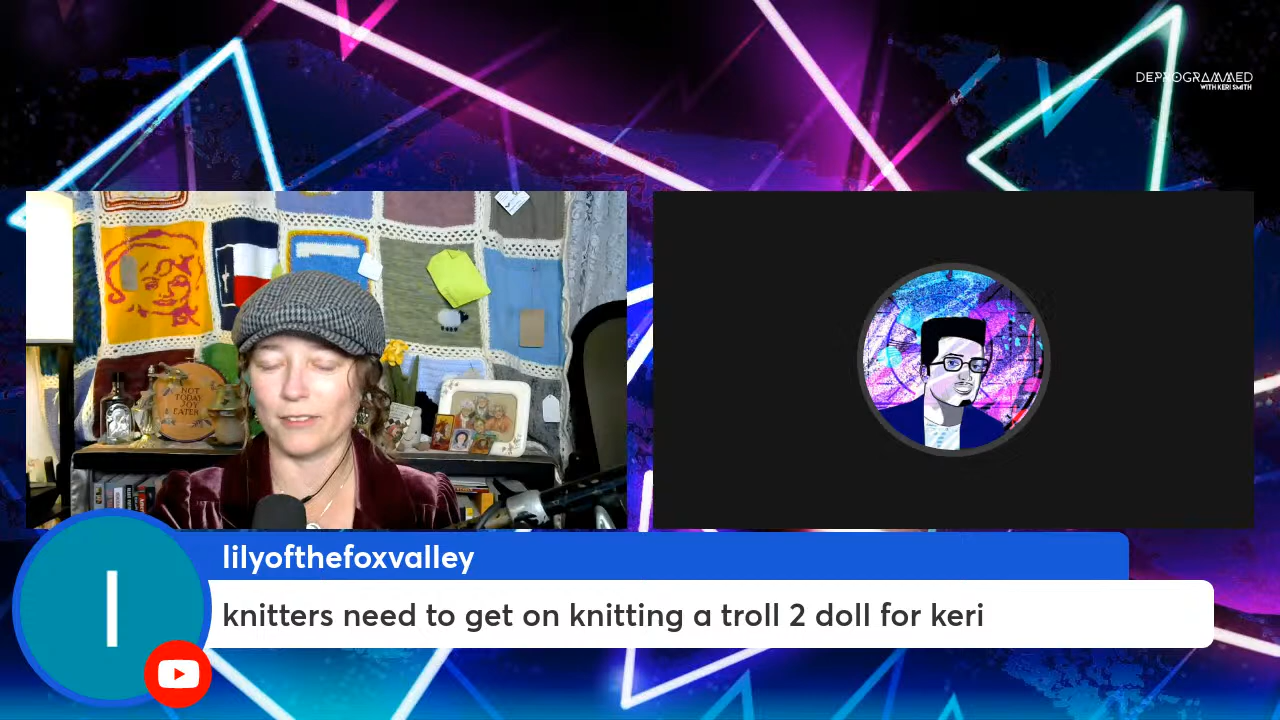 DEPROGRAMMED
WITH KERI SMITH
NOT
TODAY
JOY
EATER
lilyofthefoxvalley
knitters need to get on knitting a troll 2 doll for keri
l